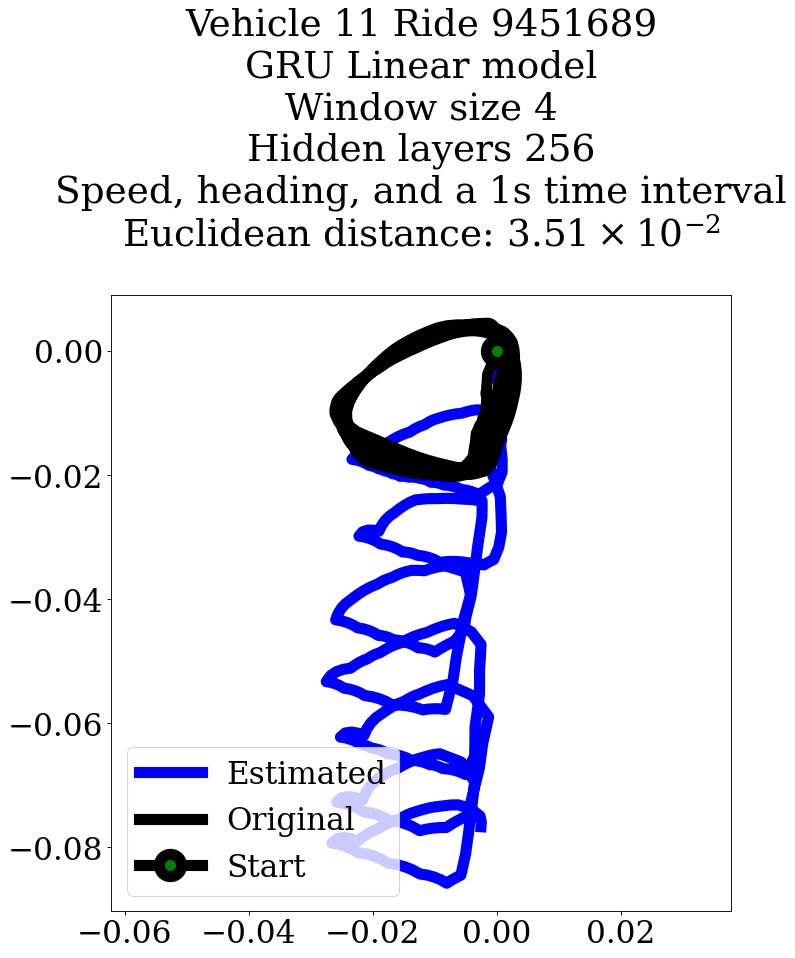 Vehicle 11 Ride 9451689
GRU Linear model
Window size 4
Hidden layers 256
Speed, heading, and a 1s time interval
Euclidean distance: 3.51 × 10⁻²
0.00
−0.02
−0.04
−0.06
−0.08
Estimated
Original
Start
−0.06 −0.04 −0.02 0.00 0.02